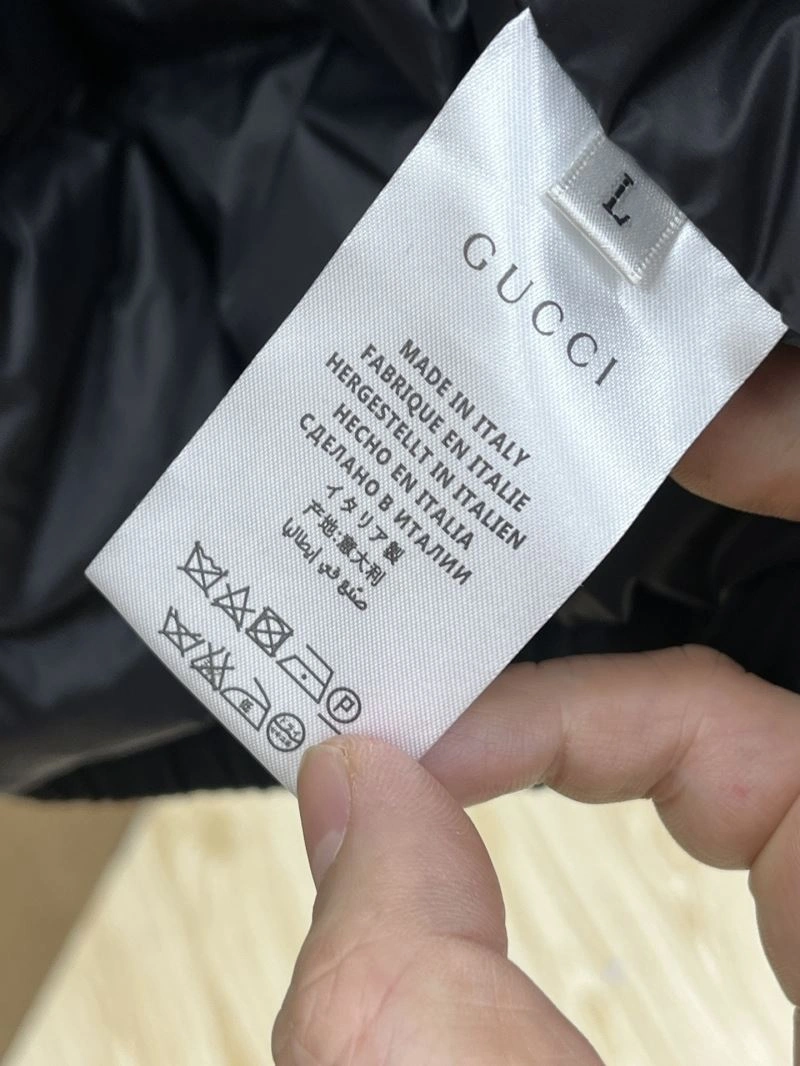 L
GUCCI
MADE IN ITALY
FABRIQUE EN ITALIE
HERGESTELLT IN ITALIEN
HECHO EN ITALIA
СДЕЛАНО В ИТАЛИИ
イタリア製
产地:意大利
صنع في إيطاليا
P